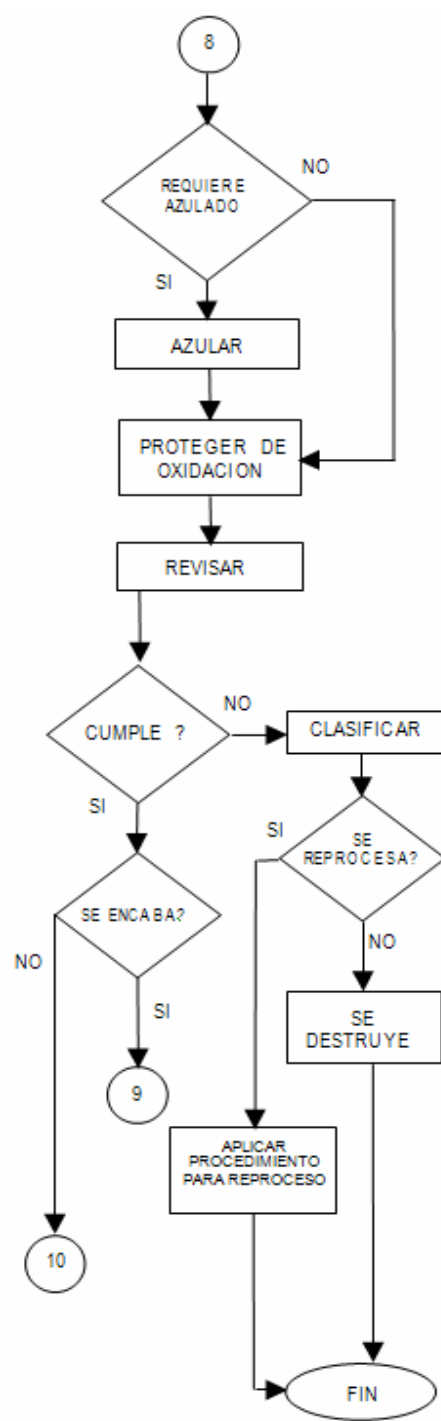 8
REQUIERE
AZULADO
NO
SI
AZULAR
PROTEGER DE
OXIDACION
REVISAR
CUMPLE ?
NO
CLASIFICAR
SI
SE
REPROCESA?
SI
SE ENCABA?
NO
NO
SI
SE
DESTRUYE
9
APLICAR
PROCEDIMIENTO
PARA REPROCESO
10
FIN